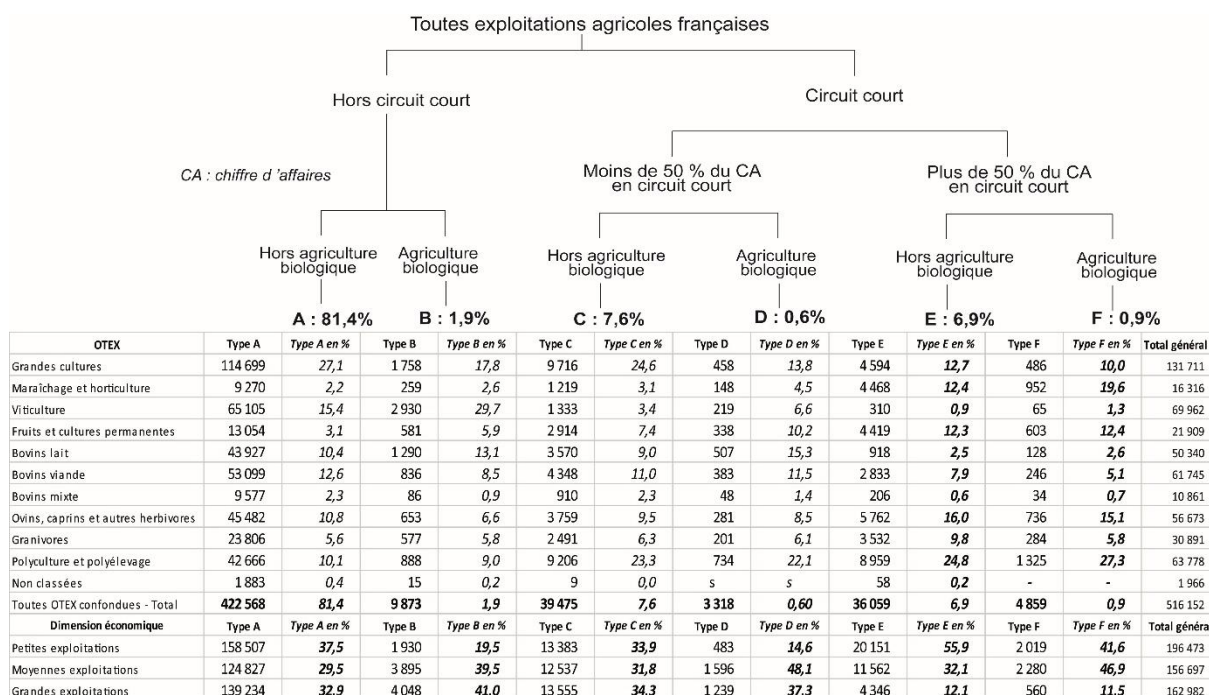 Toutes exploitations agricoles françaises
Hors circuit court
Circuit court
CA : chiffre d 'affaires
Moins de 50 % du CA
en circuit court
Plus de 50 % du CA
en circuit court
Hors agriculture
biologique
Agriculture
biologique
Hors agriculture
biologique
Agriculture
biologique
Hors agriculture
biologique
Agriculture
biologique
A : 81,4% B : 1,9% C : 7,6% D : 0,6% E : 6,9% F : 0,9%
OTEX Type A Type A en % Type B Type B en % Type C Type C en % Type D Type D en % Type E Type E en % Type F Type F en % Total général
Grandes cultures 114 699 27,1 1 758 17,8 9 716 24,6 458 13,8 4 594 12,7 486 10,0 131 711
Maraîchage et horticulture 9 270 2,2 259 2,6 1 219 3,1 148 4,5 4 468 12,4 952 19,6 16 316
Viticulture 65 105 15,4 2 930 29,7 1 333 3,4 219 6,6 310 0,9 65 1,3 69 962
Fruits et cultures permanentes 13 054 3,1 581 5,9 2 914 7,4 338 10,2 4 419 12,3 603 12,4 21 909
Bovins lait 43 927 10,4 1 290 13,1 3 570 9,0 507 15,3 918 2,5 128 2,6 50 340
Bovins viande 53 099 12,6 836 8,5 4 348 11,0 383 11,5 2 833 7,9 246 5,1 61 745
Bovins mixte 9 577 2,3 86 0,9 910 2,3 48 1,4 206 0,6 34 0,7 10 861
Ovins, caprins et autres herbivores 45 482 10,8 653 6,6 3 759 9,5 281 8,5 5 762 16,0 736 15,1 56 673
Granivores 23 806 5,6 577 5,8 2 491 6,3 201 6,1 3 532 9,8 284 5,8 30 891
Polyculture et polyélevage 42 666 10,1 888 9,0 9 206 23,3 734 22,1 8 959 24,8 1 325 27,3 63 778
Non classées 1 883 0,4 15 0,2 9 0,0 s s 58 0,2 - - 1 966
Toutes OTEX confondues - Total 422 568 81,4 9 873 1,9 39 475 7,6 3 318 0,60 36 059 6,9 4 859 0,9 516 152
Dimension économique Type A Type A en % Type B Type B en % Type C Type C en % Type D Type D en % Type E Type E en % Type F Type F en % Total généra
Petites exploitations 158 507 37,5 1 930 19,5 13 383 33,9 483 14,6 20 151 55,9 2 019 41,6 196 473
Moyennes exploitations 124 827 29,5 3 895 39,5 12 537 31,8 1 596 48,1 11 562 32,1 2 280 46,9 156 697
Grandes exploitations 139 234 32,9 4 048 41,0 13 555 34,3 1 239 37,3 4 346 12,1 560 11,5 162 982